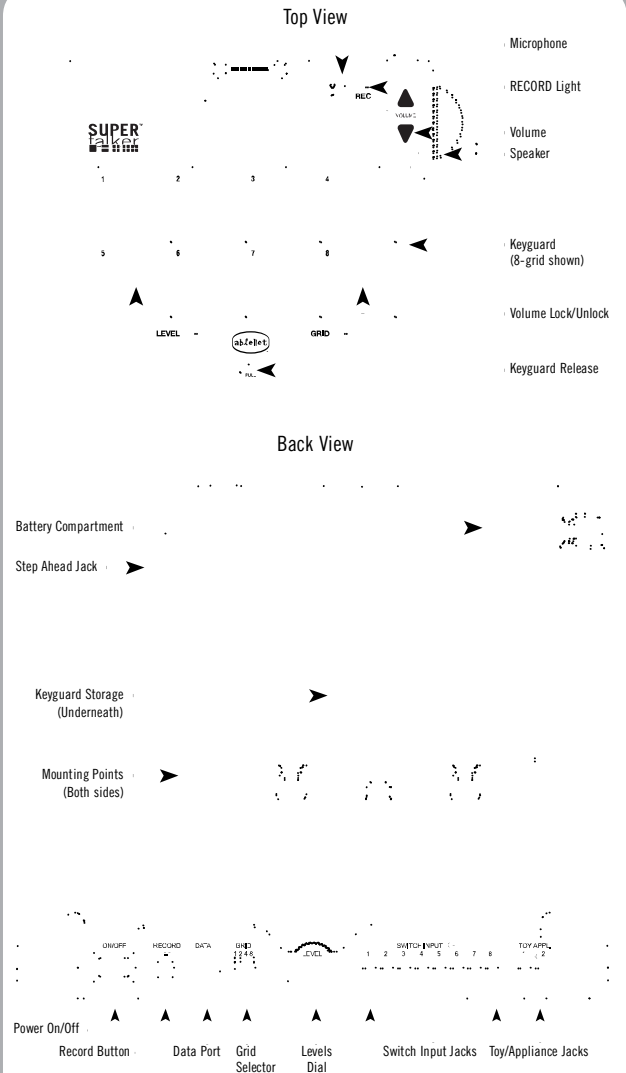 Top View
Microphone
RECORD Light
REC
VOLUME
Volume
Speaker
SUPER™
talker
1 2 3 4
5 6 7 8
Keyguard
(8-grid shown)
Volume Lock/Unlock
LEVEL GRID
ablenet
PULL
Keyguard Release
Back View
Battery Compartment
Step Ahead Jack
Keyguard Storage
(Underneath)
Mounting Points
(Both sides)
ON/OFF RECORD DATA GRID SWITCH INPUT TOY APPL
1 2 4 8 LEVEL 1 2 3 4 5 6 7 8 2
Power On/Off
Record Button Data Port Grid Selector Levels Dial Switch Input Jacks Toy/Appliance Jacks